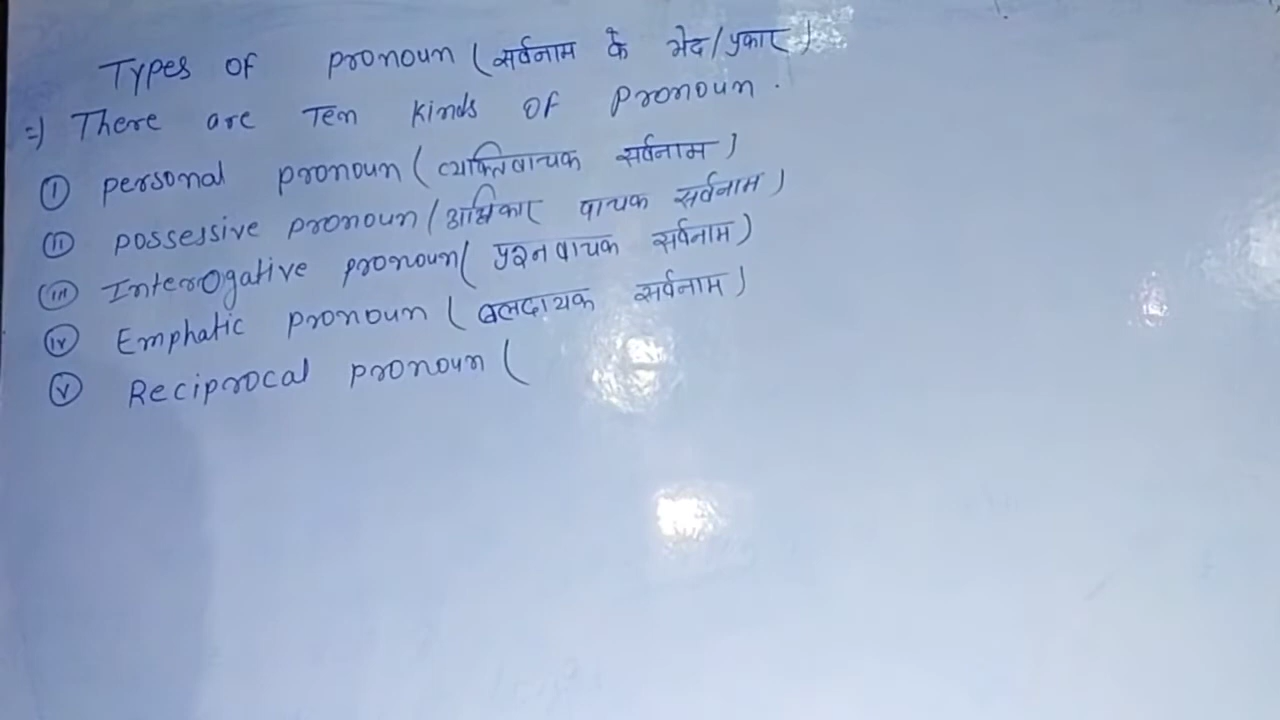 Types of pronoun (सर्वनाम के भेद/प्रकार)
=) There are Ten kinds of pronoun.
(i) personal pronoun (व्यक्तिवाचक सर्वनाम)
(ii) possessive pronoun (अधिकार वाचक सर्वनाम)
(iii) Interrogative pronoun (प्रश्नवाचक सर्वनाम)
(iv) Emphatic pronoun (बलदायक सर्वनाम)
(v) Reciprocal pronoun (